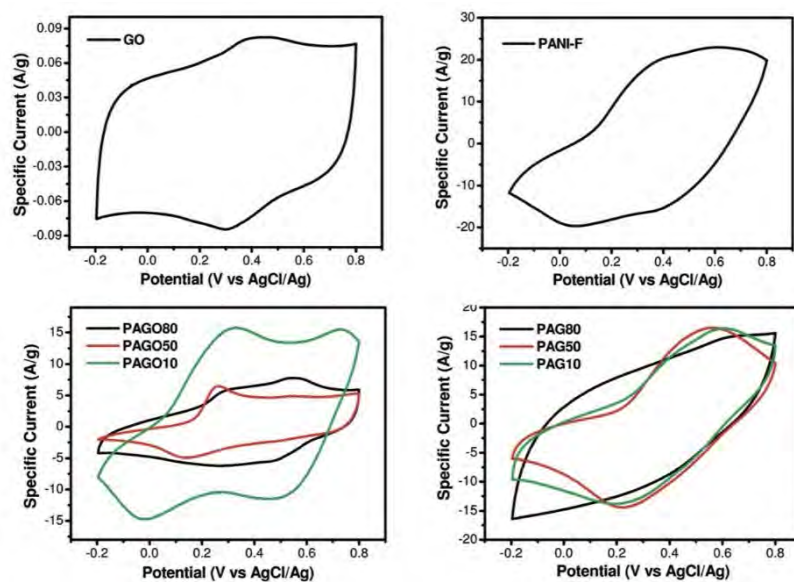 GO
Specific Current (A/g)
0.09
0.06
0.03
0.00
-0.03
-0.06
-0.09
-0.2 0.0 0.2 0.4 0.6 0.8
Potential (V vs AgCl/Ag)
PANI-F
Specific Current (A/g)
30
20
10
0
-10
-20
-0.2 0.0 0.2 0.4 0.6 0.8
Potential (V vs AgCl/Ag)
PAGO80
PAGO50
PAGO10
Specific Current (A/g)
15
10
5
0
-5
-10
-15
-0.2 0.0 0.2 0.4 0.6 0.8
Potential (V vs AgCl/Ag)
PAG80
PAG50
PAG10
Specific Current (A/g)
15
10
5
0
-5
-10
-15
-20
-0.2 0.0 0.2 0.4 0.6 0.8
Potential (V vs AgCl/Ag)